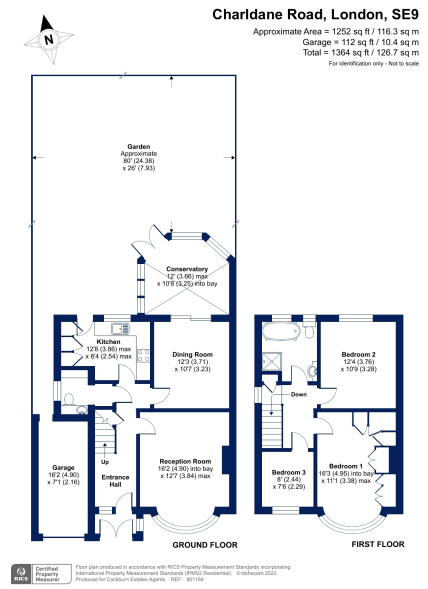 Charldane Road, London, SE9
Approximate Area = 1252 sq ft / 116.3 sq m
Garage = 112 sq ft / 10.4 sq m
Total = 1364 sq ft / 126.7 sq m
For identification only - Not to scale
N
Garden
Approximate
80' (24.38)
x 26' (7.93)
Conservatory
12' (3.66) max
x 10'8 (3.25) into bay
Kitchen
12'8 (3.86) max
x 8'4 (2.54) max
Dining Room
12'3 (3.71)
x 10'7 (3.23)
Bedroom 2
12'4 (3.76)
x 10'9 (3.28)
Down
Garage
16'2 (4.90)
x 7'1 (2.16)
Up
Entrance
Hall
Reception Room
16'2 (4.90) into bay
x 12'7 (3.84) max
Bedroom 3
8' (2.44)
x 7'6 (2.29)
Bedroom 1
16'3 (4.95) into bay
x 11'1 (3.38) max
GROUND FLOOR
FIRST FLOOR
RICS
Certified
Property
Measurer
Floor plan produced in accordance with RICS Property Measurement Standards incorporating
International Property Measurement Standards (IPMS2 Residential). ©nichecom 2022.
Produced for Cockburn Estate Agents. REF: 901154